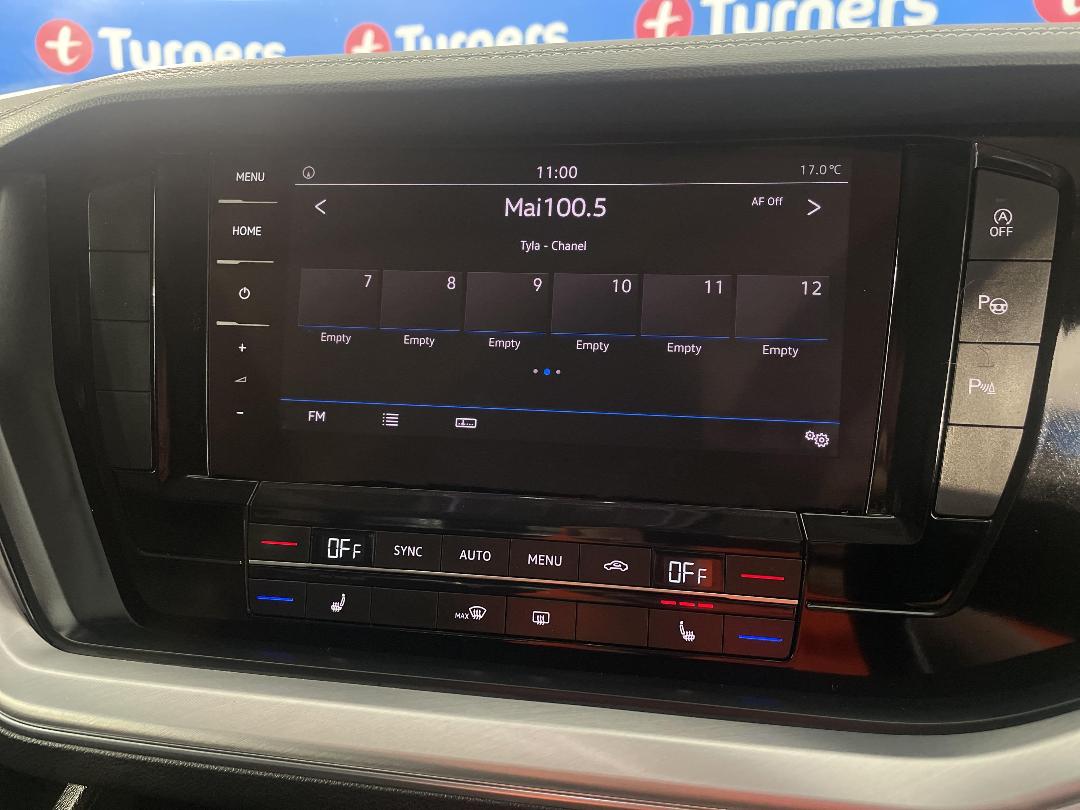 Turners
Turners
Turners
MENU
HOME
11:00
17.0°C
Mai100.5
AF Off
Tyla - Chanel
7 8 9 10 11 12
Empty Empty Empty Empty Empty Empty
FM
A
OFF
P
P
OFF SYNC AUTO MENU OFF
MAX